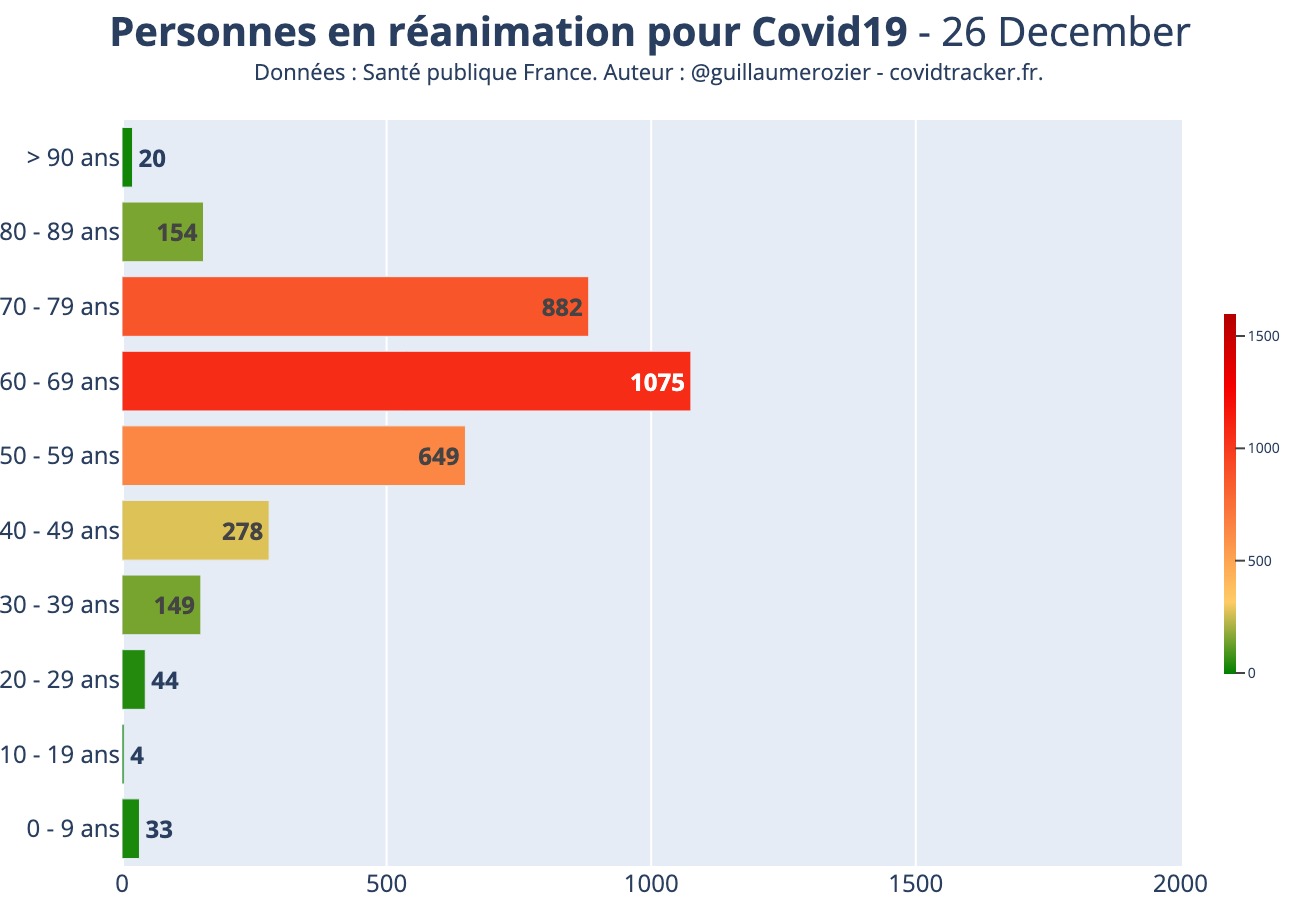 Personnes en réanimation pour Covid19 - 26 December
Données : Santé publique France. Auteur : @guillaumerozier - covidtracker.fr.
> 90 ans 20
80 - 89 ans 154
70 - 79 ans 882
60 - 69 ans 1075
50 - 59 ans 649
40 - 49 ans 278
30 - 39 ans 149
20 - 29 ans 44
10 - 19 ans 4
0 - 9 ans 33
0 500 1000 1500 2000
1500
1000
500
0